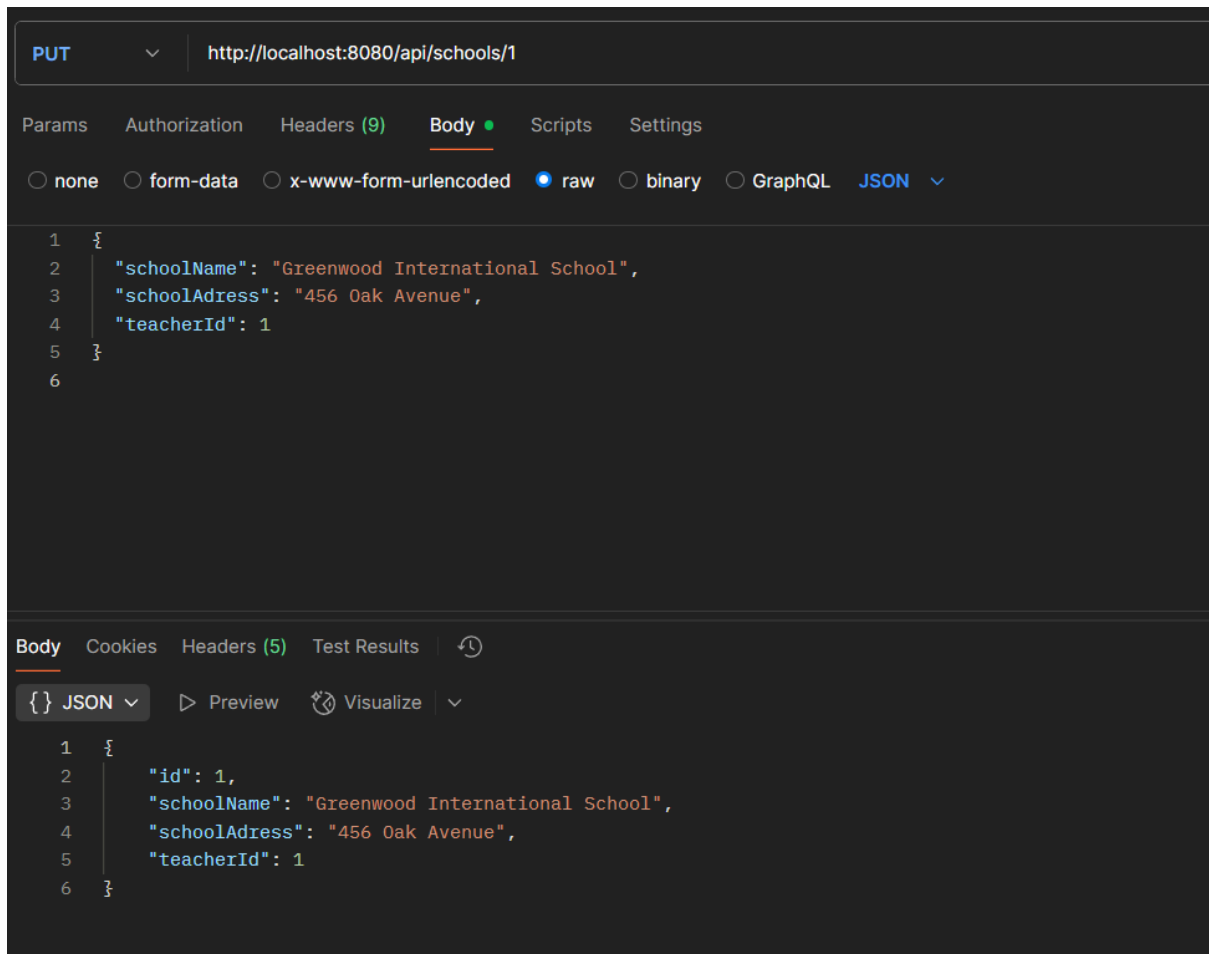 PUT http://localhost:8080/api/schools/1
Params Authorization Headers (9) Body Scripts Settings
none form-data x-www-form-urlencoded raw binary GraphQL JSON
1 {
2 "schoolName": "Greenwood International School",
3 "schoolAdress": "456 Oak Avenue",
4 "teacherId": 1
5 }
6
Body Cookies Headers (5) Test Results
{} JSON Preview Visualize
1 {
2 "id": 1,
3 "schoolName": "Greenwood International School",
4 "schoolAdress": "456 Oak Avenue",
5 "teacherId": 1
6 }